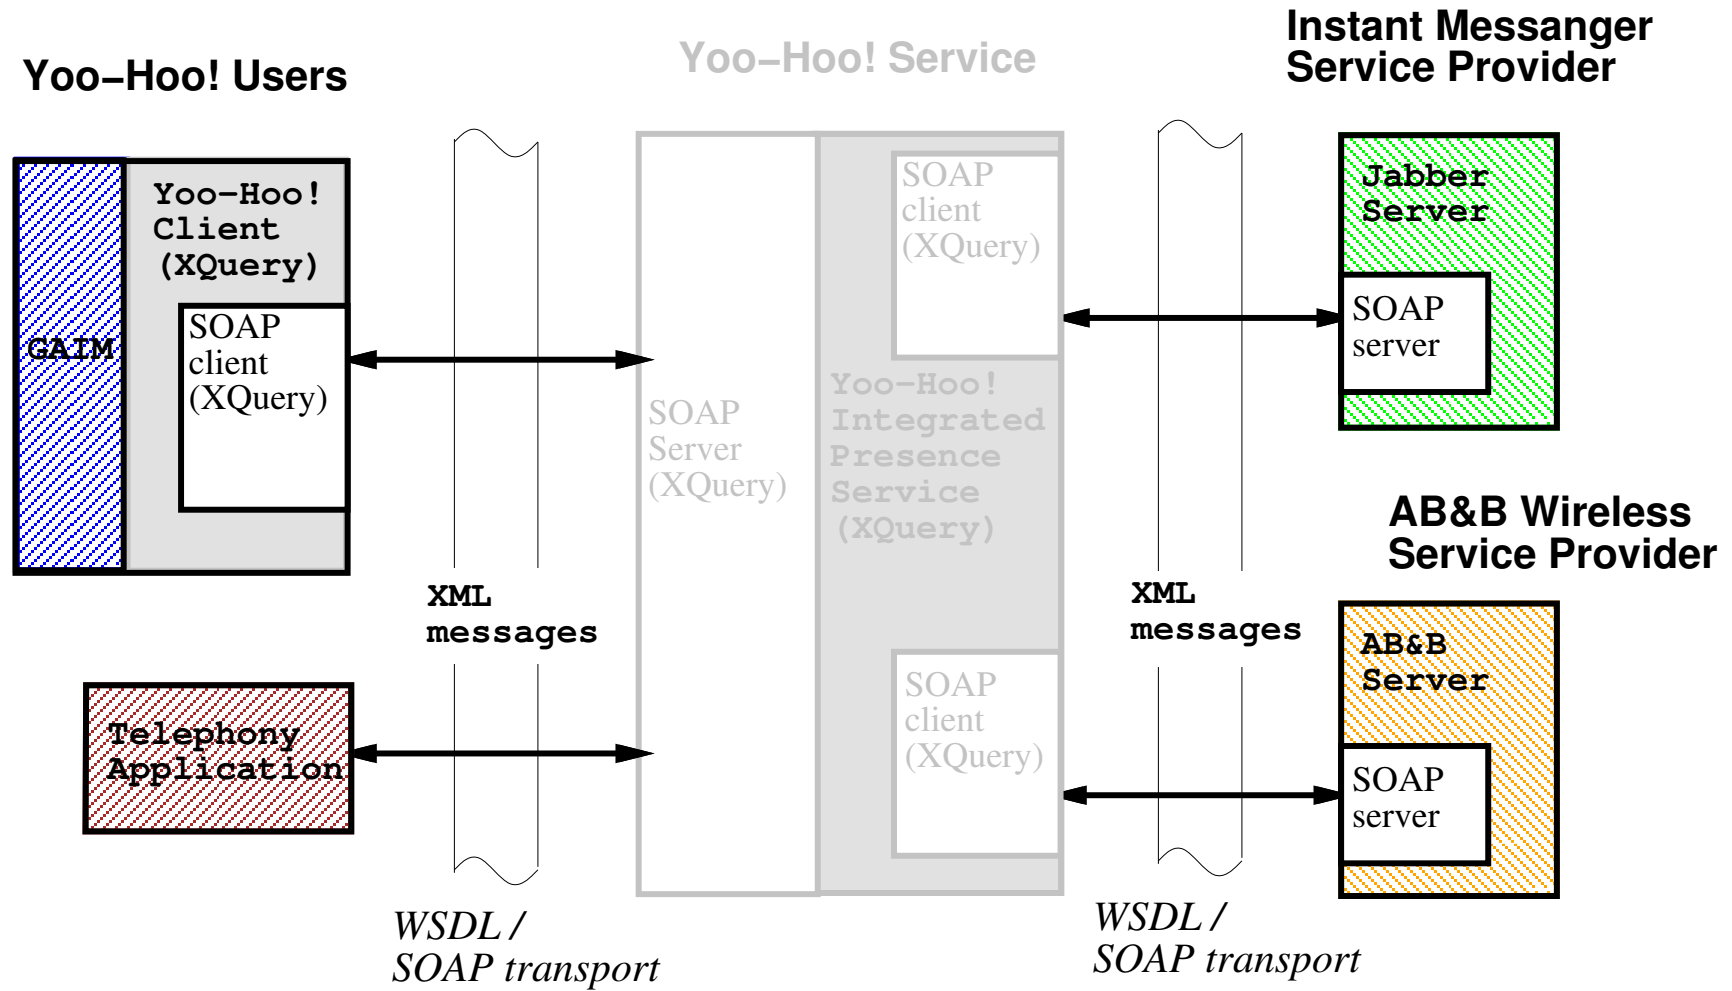 Yoo-Hoo! Users
Yoo-Hoo! Service
Instant Messanger
Service Provider
Yoo-Hoo!
Client
(XQuery)
GAIM
SOAP
client
(XQuery)
Telephony
Application
XML
messages
WSDL /
SOAP transport
SOAP
Server
(XQuery)
SOAP
client
(XQuery)
Yoo-Hoo!
Integrated
Presence
Service
(XQuery)
SOAP
client
(XQuery)
XML
messages
WSDL /
SOAP transport
Jabber
Server
SOAP
server
AB&B Wireless
Service Provider
AB&B
Server
SOAP
server